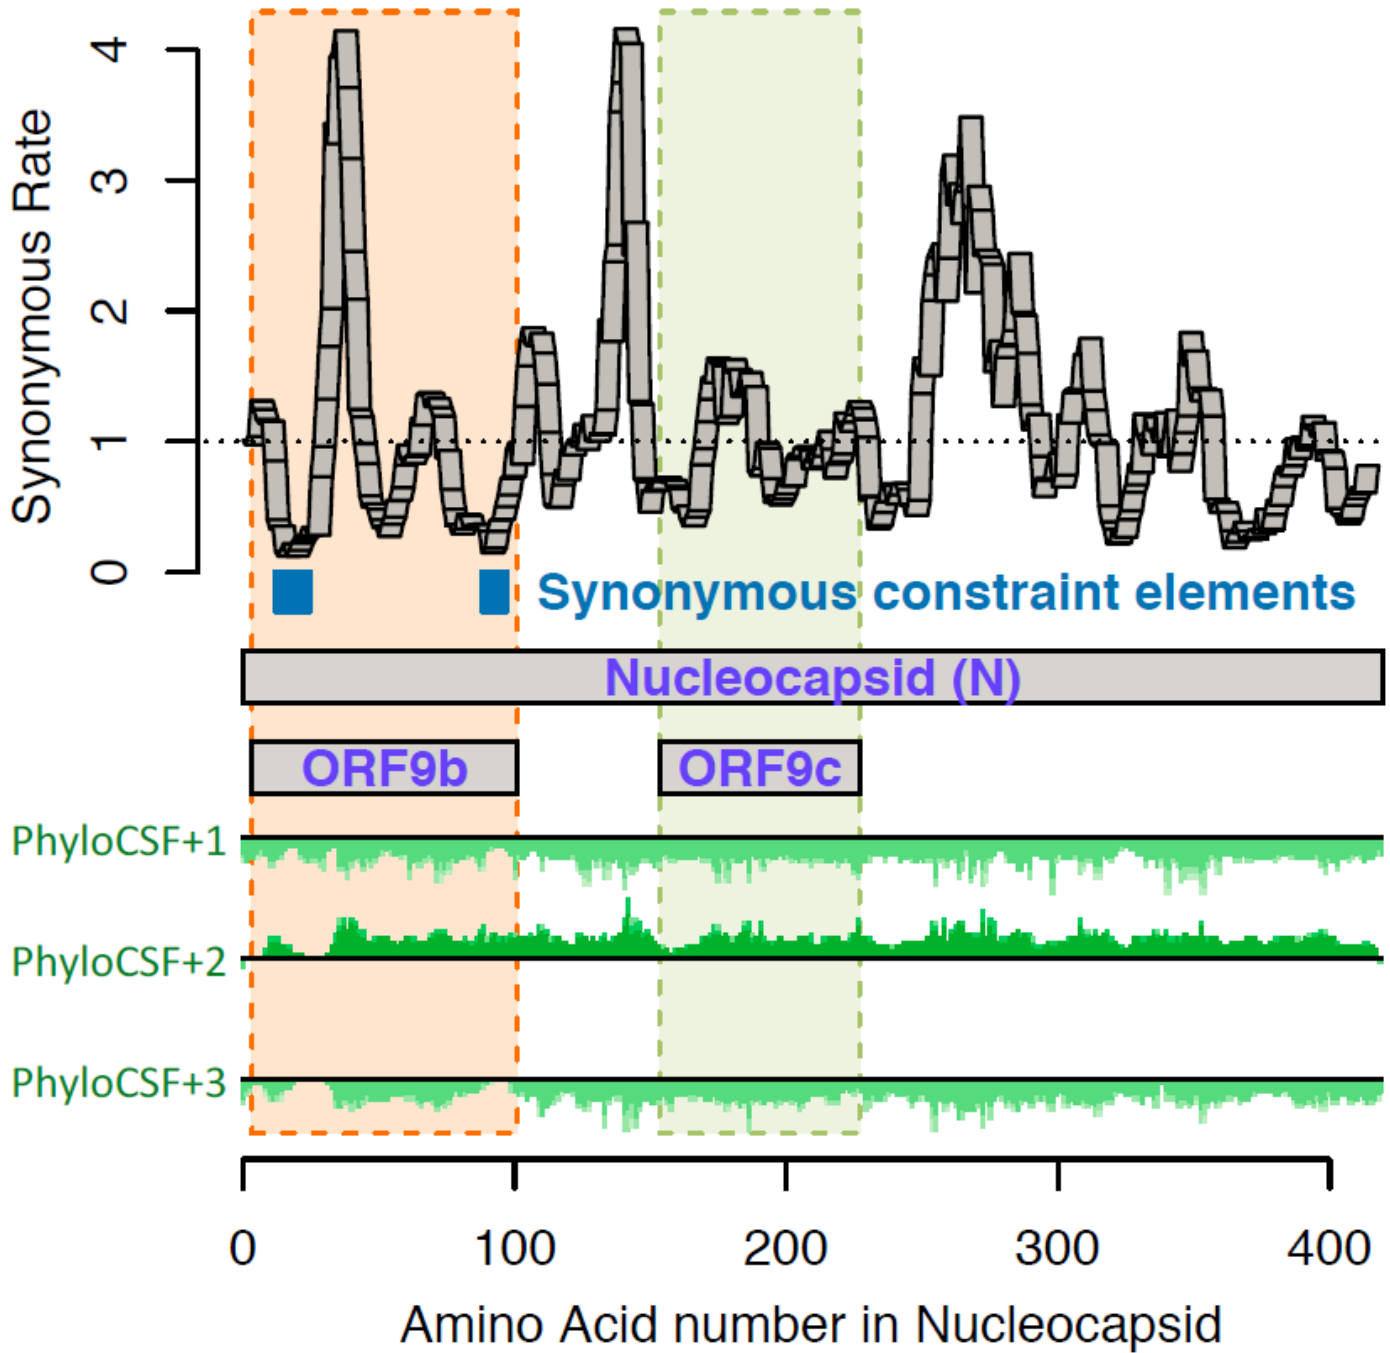 Synonymous Rate
4
3
2
1
0
Synonymous constraint elements
Nucleocapsid (N)
ORF9b ORF9c
PhyloCSF+1
PhyloCSF+2
PhyloCSF+3
0 100 200 300 400
Amino Acid number in Nucleocapsid